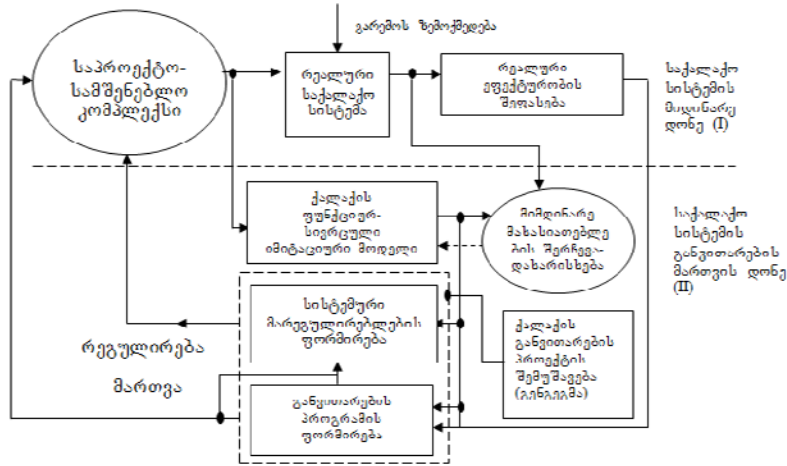 გარემოს ზემოქმედება
საპროექტო-
სამშენებლო
კომპლექსი
რეალური
საქალაქო
სისტემა
რეალური
ეფექტურობის
შეფასება
საქალაქო
სისტემის
მიდინარე
დონე (I)
ქალაქის
ფუნქციურ-
სივრცული
იმიტაციური მოდელი
მიმდინარე
მახასიათებლე
ბის შერჩევა-
დახარისხება
საქალაქო
სისტემის
განვითარების
მართვის დონე
(II)
სისტემური
მარეგულირებლების
ფორმირება
ქალაქის
განვითარების
პროექტის
შემუშავება
(გენგეგმა)
რეგულირება
მართვა
განვითარების
პროგრამის
ფორმირება